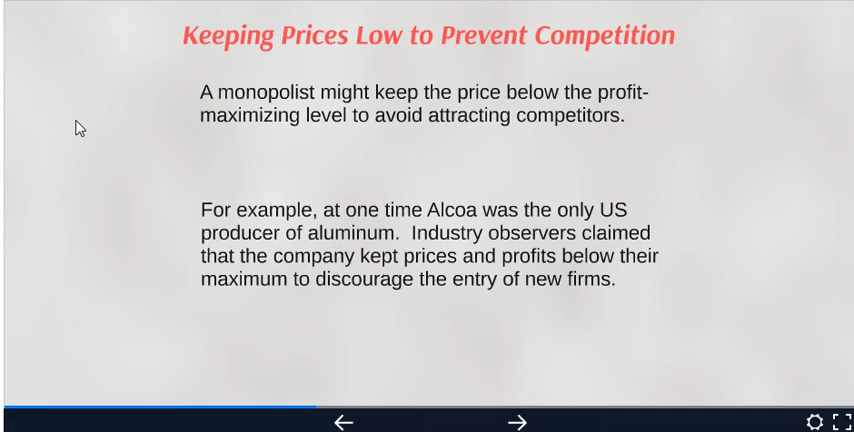 Keeping Prices Low to Prevent Competition
A monopolist might keep the price below the profit-
maximizing level to avoid attracting competitors.
For example, at one time Alcoa was the only US
producer of aluminum.  Industry observers claimed
that the company kept prices and profits below their
maximum to discourage the entry of new firms.